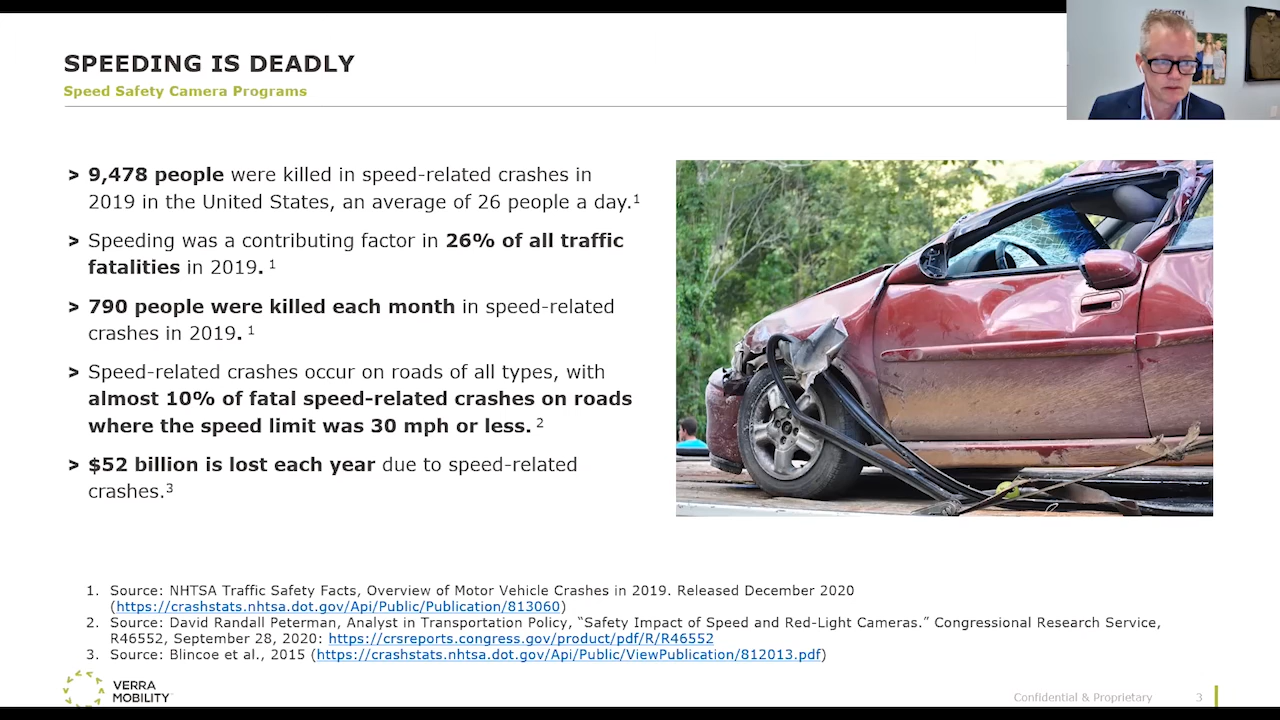 SPEEDING IS DEADLY
Speed Safety Camera Programs
> 9,478 people were killed in speed-related crashes in
2019 in the United States, an average of 26 people a day.1
> Speeding was a contributing factor in 26% of all traffic
fatalities in 2019. 1
> 790 people were killed each month in speed-related
crashes in 2019. 1
> Speed-related crashes occur on roads of all types, with
almost 10% of fatal speed-related crashes on roads
where the speed limit was 30 mph or less. 2
> $52 billion is lost each year due to speed-related
crashes.3
1. Source: NHTSA Traffic Safety Facts, Overview of Motor Vehicle Crashes in 2019. Released December 2020
(https://crashstats.nhtsa.dot.gov/Api/Public/Publication/813060)
2. Source: David Randall Peterman, Analyst in Transportation Policy, “Safety Impact of Speed and Red-Light Cameras.” Congressional Research Service,
R46552, September 28, 2020: https://crsreports.congress.gov/product/pdf/R/R46552
3. Source: Blincoe et al., 2015 (https://crashstats.nhtsa.dot.gov/Api/Public/ViewPublication/812013.pdf)
VERRA
MOBILITY
Confidential & Proprietary 3